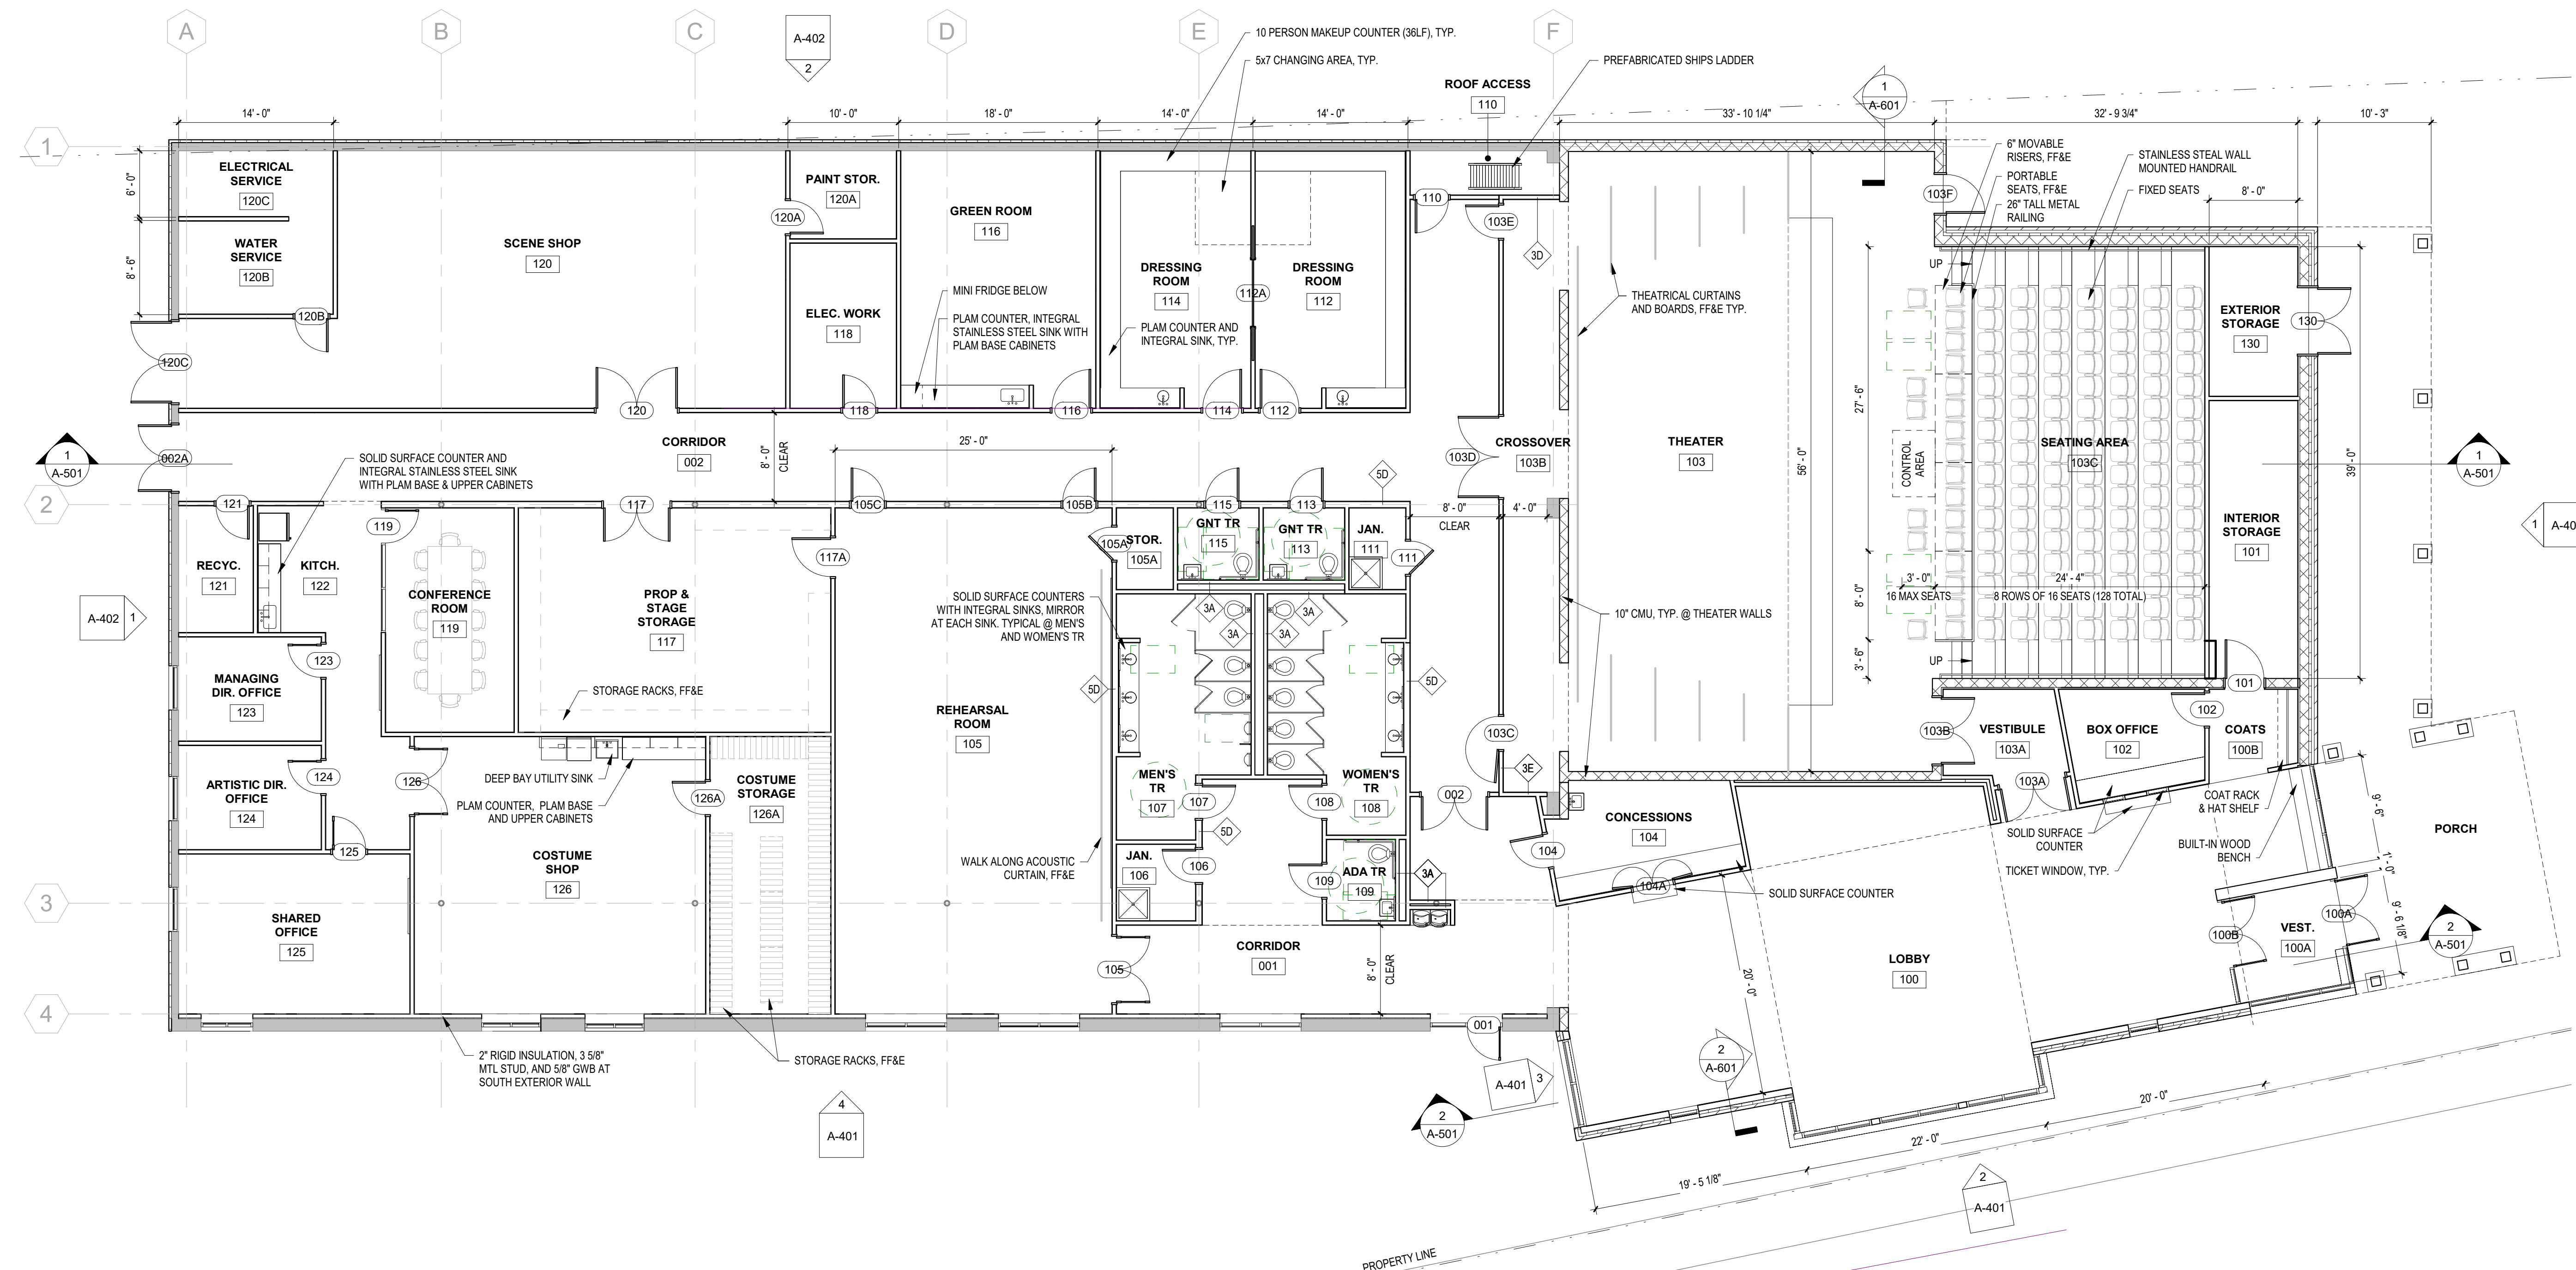 A
B
C
D
E
F
A-402
2
10 PERSON MAKEUP COUNTER (36LF), TYP.
5x7 CHANGING AREA, TYP.
PREFABRICATED SHIPS LADDER
ROOF ACCESS
110
1
A-601
14' - 0"
10' - 0"
18' - 0"
14' - 0"
14' - 0"
33' - 10 1/4"
32' - 9 3/4"
10' - 3"
1
6' - 0"
8' - 6"
ELECTRICAL
SERVICE
120C
WATER
SERVICE
120B
120B
SCENE SHOP
120
PAINT STOR.
120A
120A
ELEC. WORK
118
GREEN ROOM
116
MINI FRIDGE BELOW
PLAM COUNTER, INTEGRAL
STAINLESS STEEL SINK WITH
PLAM BASE CABINETS
DRESSING
ROOM
114
PLAM COUNTER AND
INTEGRAL SINK, TYP.
112A
DRESSING
ROOM
112
110
103E
3D
THEATRICAL CURTAINS
AND BOARDS, FF&E TYP.
103F
6" MOVABLE
RISERS, FF&E
PORTABLE
SEATS, FF&E
26" TALL METAL
RAILING
STAINLESS STEAL WALL
MOUNTED HANDRAIL
FIXED SEATS
8' - 0"
UP
EXTERIOR
STORAGE
130
130
120C
120
118
116
114
112
27' - 6"
002A
1
A-501
CORRIDOR
002
8' - 0"
CLEAR
25' - 0"
103D
CROSSOVER
103B
THEATER
103
56' - 0"
CONTROL
AREA
SEATING AREA
103C
39' - 0"
1
A-501
SOLID SURFACE COUNTER AND
INTEGRAL STAINLESS STEEL SINK
WITH PLAM BASE & UPPER CABINETS
5D
2
121
119
117
105C
105B
115
113
8' - 0"
CLEAR
4' - 0"
1
A-40
INTERIOR
STORAGE
101
RECYC.
121
KITCH.
122
CONFERENCE
ROOM
119
PROP &
STAGE
STORAGE
117
117A
105A
STOR.
105A
GNT TR
115
GNT TR
113
JAN.
111
111
3' - 0"
16 MAX SEATS
24' - 4"
8 ROWS OF 16 SEATS (128 TOTAL)
8' - 0"
3' - 6"
UP
A-402
1
SOLID SURFACE COUNTERS
WITH INTEGRAL SINKS, MIRROR
AT EACH SINK. TYPICAL @ MEN'S
AND WOMEN'S TR
3A
3A
3A
3A
10" CMU, TYP. @ THEATER WALLS
123
MANAGING
DIR. OFFICE
123
STORAGE RACKS, FF&E
5D
5D
101
REHEARSAL
ROOM
105
103C
103B
VESTIBULE
103A
BOX OFFICE
102
102
COATS
100B
124
ARTISTIC DIR.
OFFICE
124
126
DEEP BAY UTILITY SINK
PLAM COUNTER, PLAM BASE
AND UPPER CABINETS
126A
COSTUME
STORAGE
126A
MEN'S
TR
107
107
108
WOMEN'S
TR
108
002
3E
103A
COAT RACK
& HAT SHELF
9' - 6"
PORCH
125
COSTUME
SHOP
126
WALK ALONG ACOUSTIC
CURTAIN, FF&E
5D
JAN.
106
106
109
ADA TR
109
3A
104
CONCESSIONS
104
104A
SOLID SURFACE COUNTER
SOLID SURFACE
COUNTER
TICKET WINDOW, TYP.
BUILT-IN WOOD
BENCH
1' - 0"
3
SHARED
OFFICE
125
100A
100B
VEST.
100A
9' - 6 1/8"
2
A-501
105
CORRIDOR
001
8' - 0"
CLEAR
20' - 0"
LOBBY
100
4
001
2" RIGID INSULATION, 3 5/8"
MTL STUD, AND 5/8" GWB AT
SOUTH EXTERIOR WALL
STORAGE RACKS, FF&E
A-401
3
2
A-601
4
A-401
2
A-501
20' - 0"
22' - 0"
19' - 5 1/8"
2
A-401
PROPERTY LINE